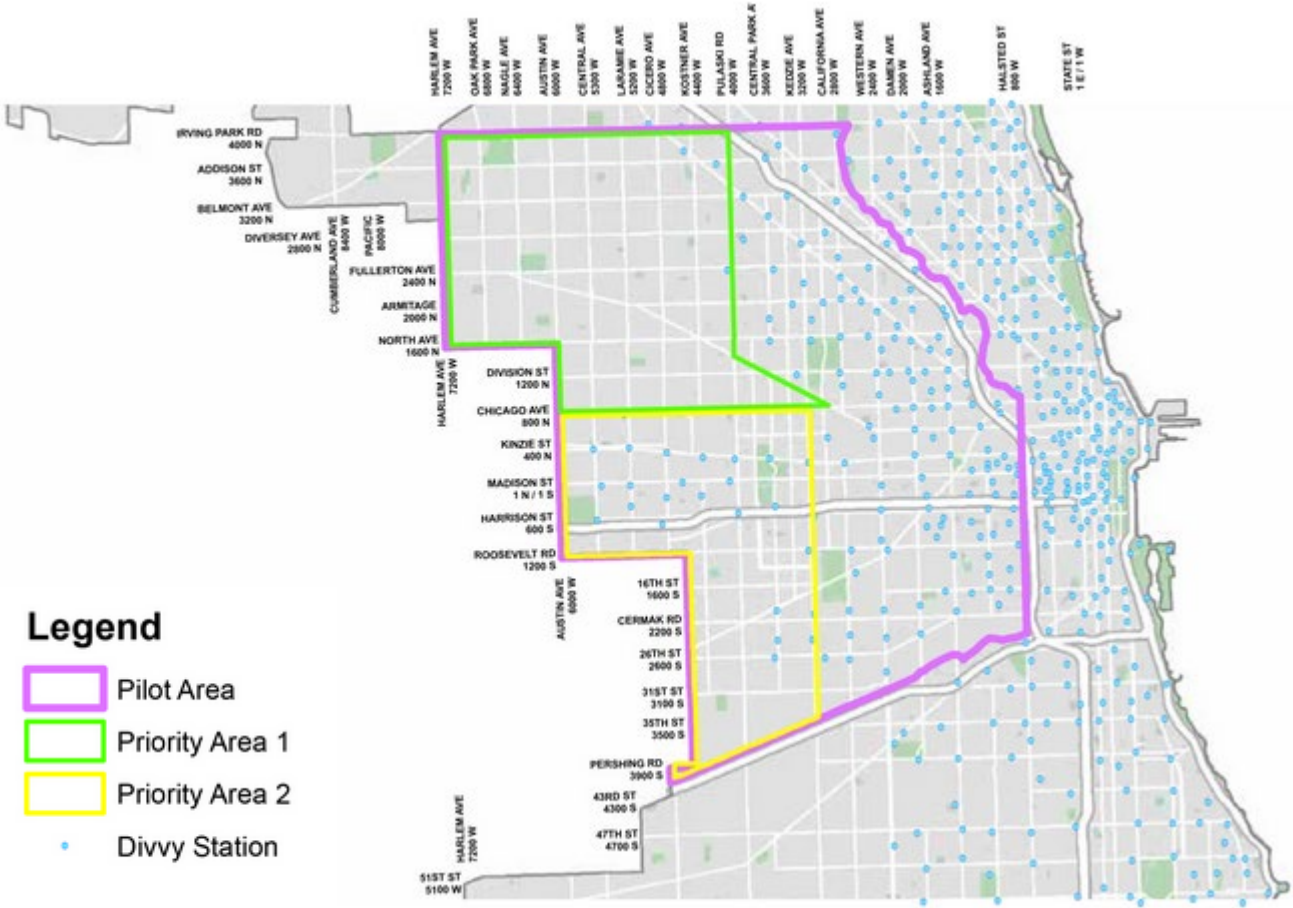 HARLEM AVE
7200 W
OAK PARK AVE
6800 W
NAGLE AVE
6400 W
AUSTIN AVE
6000 W
CENTRAL AVE
5300 W
LARAMIE AVE
5200 W
CICERO AVE
4800 W
KOSTNER AVE
4400 W
PULASKI RD
4000 W
CENTRAL PARK A
3600 W
KEDZIE AVE
3200 W
CALIFORNIA AVE
2800 W
WESTERN AVE
2400 W
DAMEN AVE
2000 W
ASHLAND AVE
1600 W
HALSTED ST
800 W
STATE ST
1 E / 1 W
IRVING PARK RD
4000 N
ADDISON ST
3600 N
BELMONT AVE
3200 N
DIVERSEY AVE
2800 N
CUMBERLAND AVE
8400 W
PACIFIC
8000 W
FULLERTON AVE
2400 N
ARMITAGE
2000 N
NORTH AVE
1600 N
HARLEM AVE
7200 W
DIVISION ST
1200 N
CHICAGO AVE
800 N
KINZIE ST
400 N
MADISON ST
1 N / 1 S
HARRISON ST
600 S
ROOSEVELT RD
1200 S
AUSTIN AVE
6000 W
16TH ST
1600 S
CERMAK RD
2200 S
26TH ST
2600 S
31ST ST
3100 S
35TH ST
3500 S
PERSHING RD
3900 S
43RD ST
4300 S
47TH ST
4700 S
HARLEM AVE
7200 W
51ST ST
5100 W
Legend
Pilot Area
Priority Area 1
Priority Area 2
Divvy Station